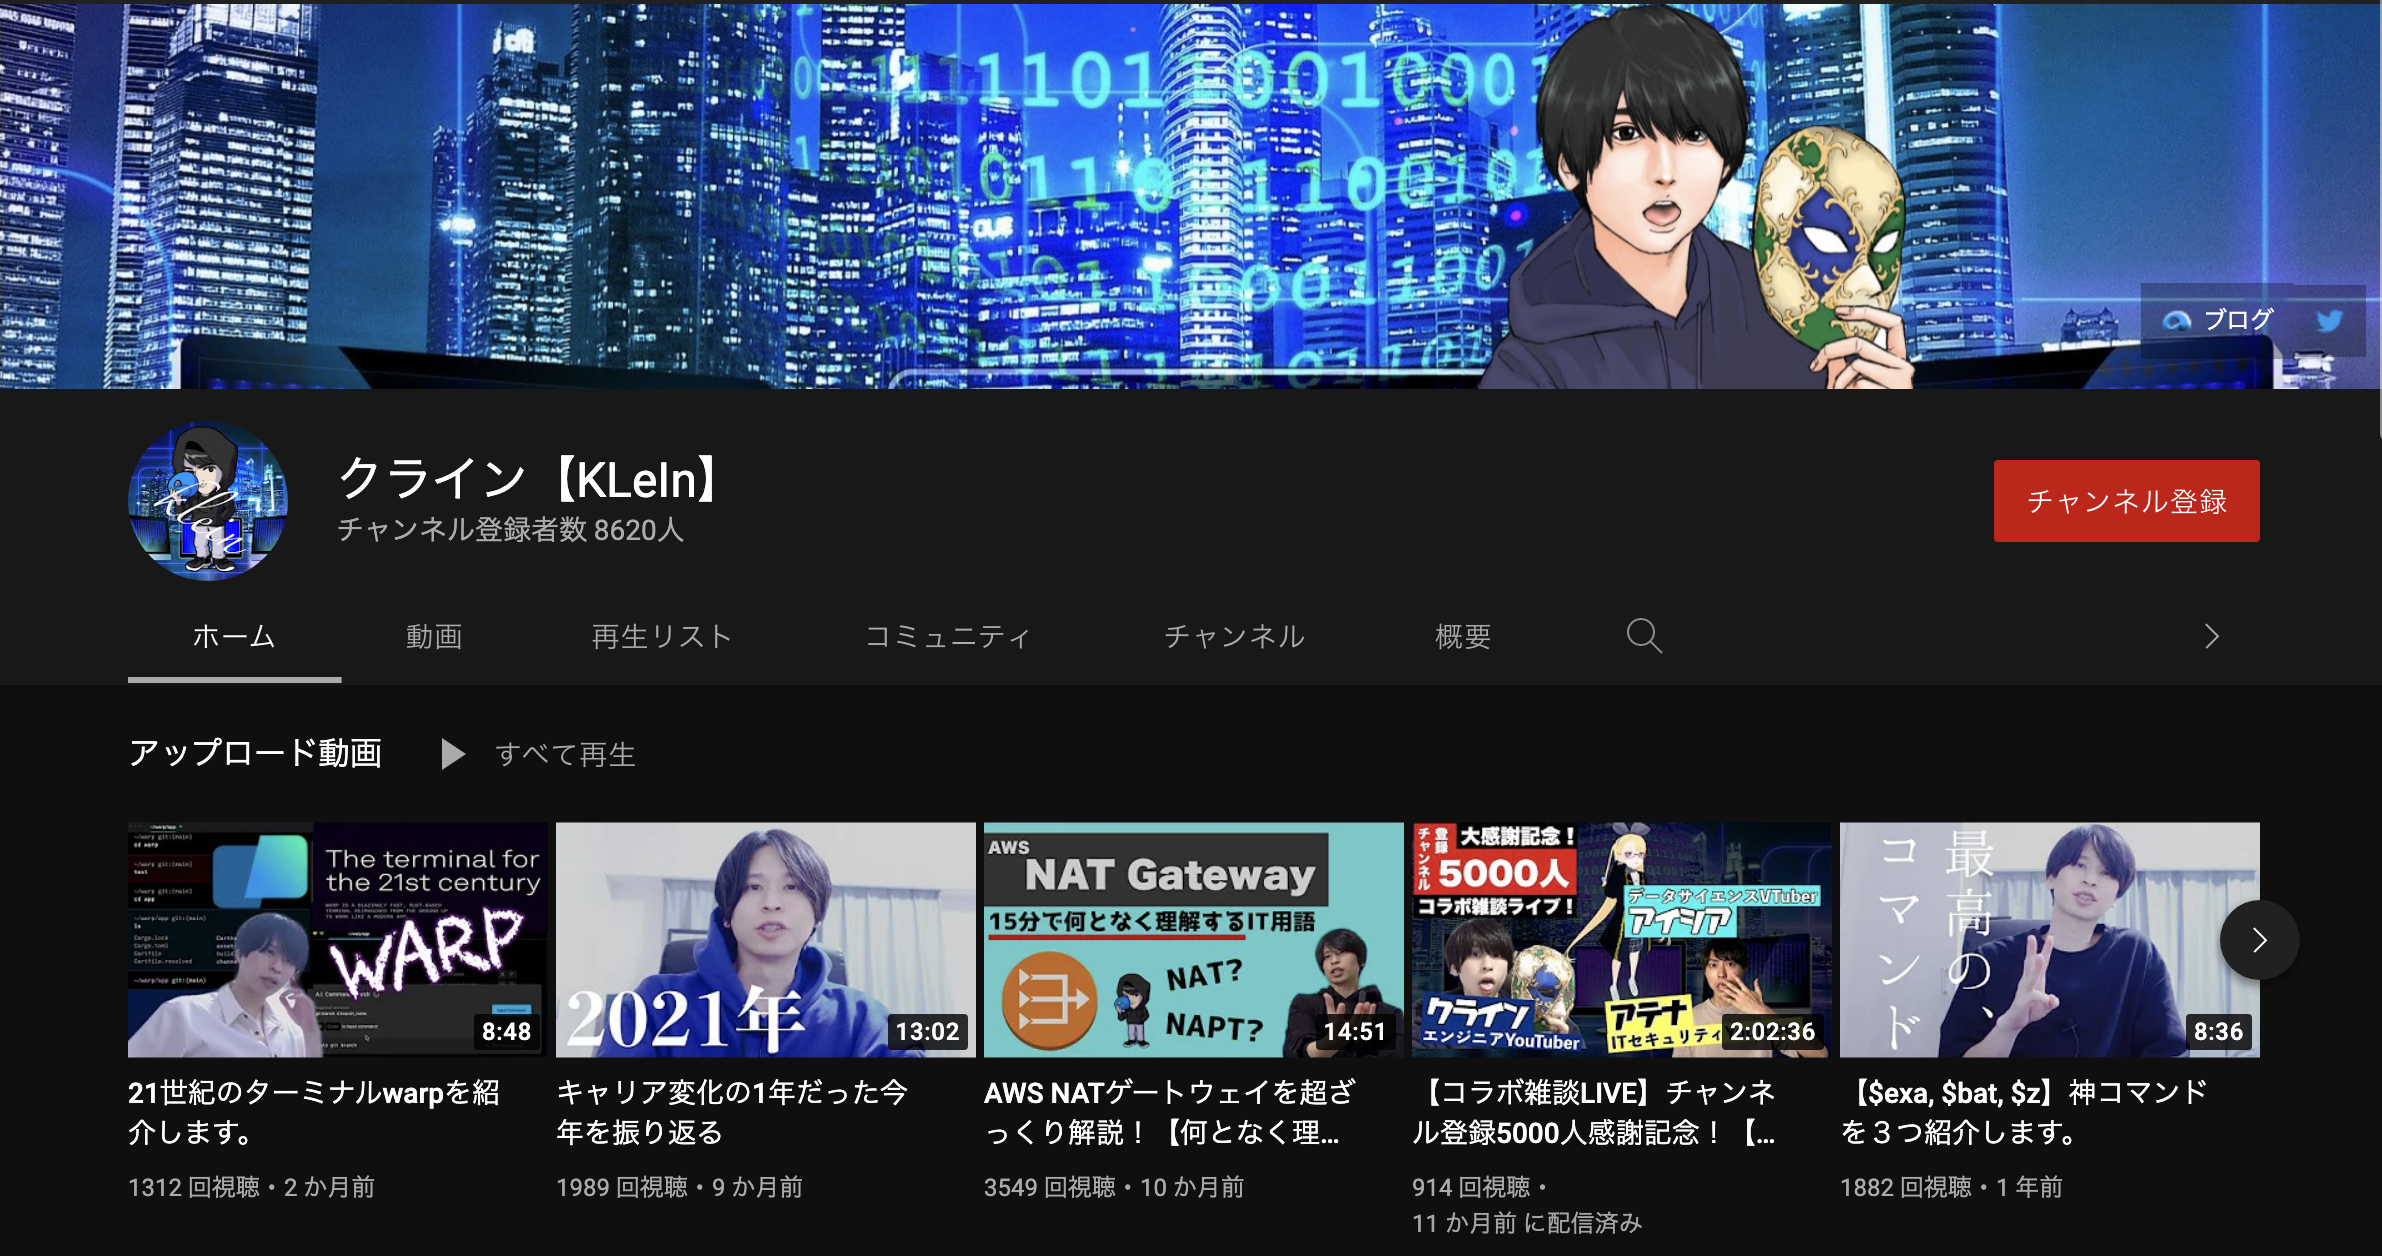 ブログ
クライン【KLeIn】
チャンネル登録者数 8620人
チャンネル登録
ホーム
動画
再生リスト
コミュニティ
チャンネル
概要
アップロード動画
すべて再生
The terminal for
the 21st century
WARP
8:48
21世紀のターミナルwarpを紹
介します。
1312 回視聴・2 か月前
2021年
13:02
キャリア変化の1年だった今
年を振り返る
1989 回視聴・9 か月前
AWS
NAT Gateway
15分で何となく理解するIT用語
NAT?
NAPT?
14:51
AWS NATゲートウェイを超ざ
っくり解説！【何となく理...
3549 回視聴・10 か月前
チャンネル
登録
大感謝記念！
5000人
コラボ雑談ライブ！
データサイエンスVTuber
アイシア
クライン
エンジニアYouTuber
アテナ
ITセキュリティ
2:02:36
【コラボ雑談LIVE】チャンネ
ル登録5000人感謝記念！【...
914 回視聴・
11 か月前 に配信済み
最高の、
コマンド
8:36
【$exa, $bat, $z】神コマンド
を３つ紹介します。
1882 回視聴・1 年前